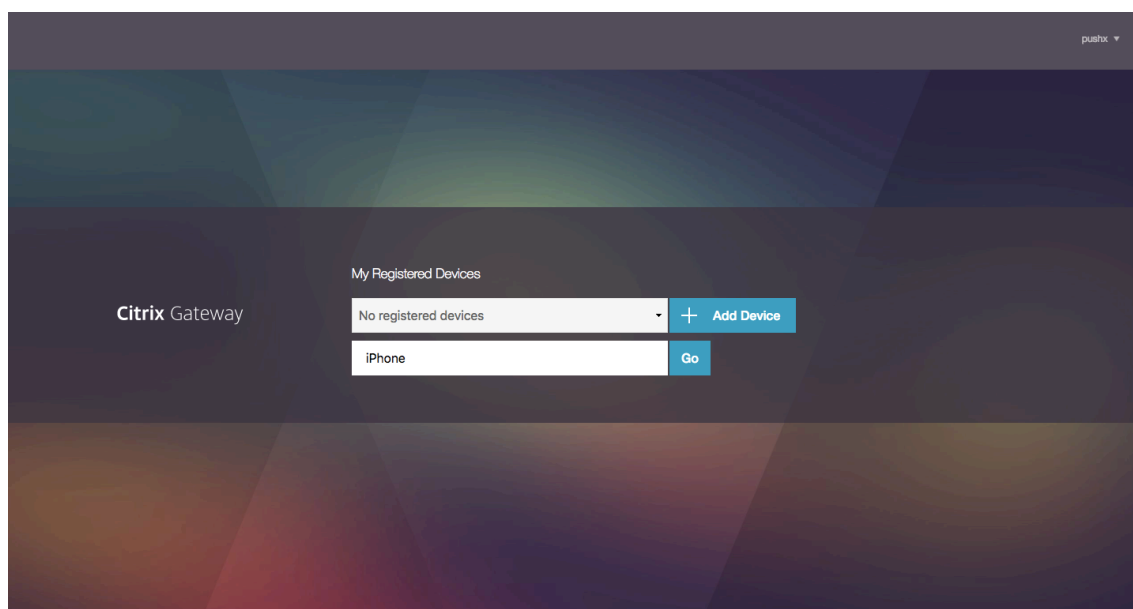 pushx
My Registered Devices
Citrix Gateway
No registered devices
Add Device
iPhone
Go